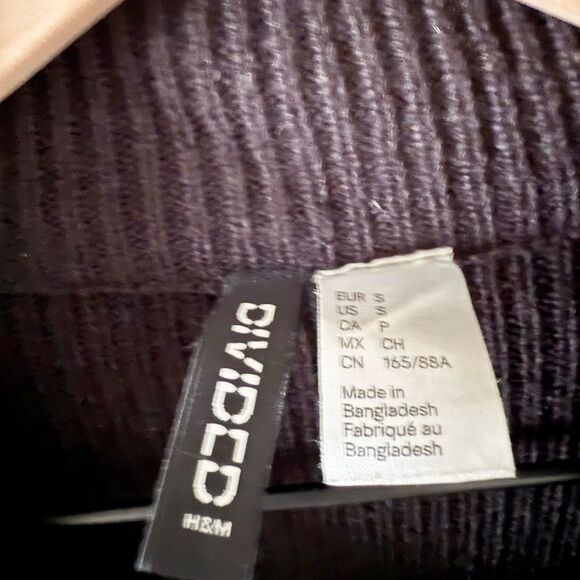 DIVIDED
H&M
EUR S
US S
CA P
MX CH
CN 165/88A
Made in
Bangladesh
Fabriqué au
Bangladesh